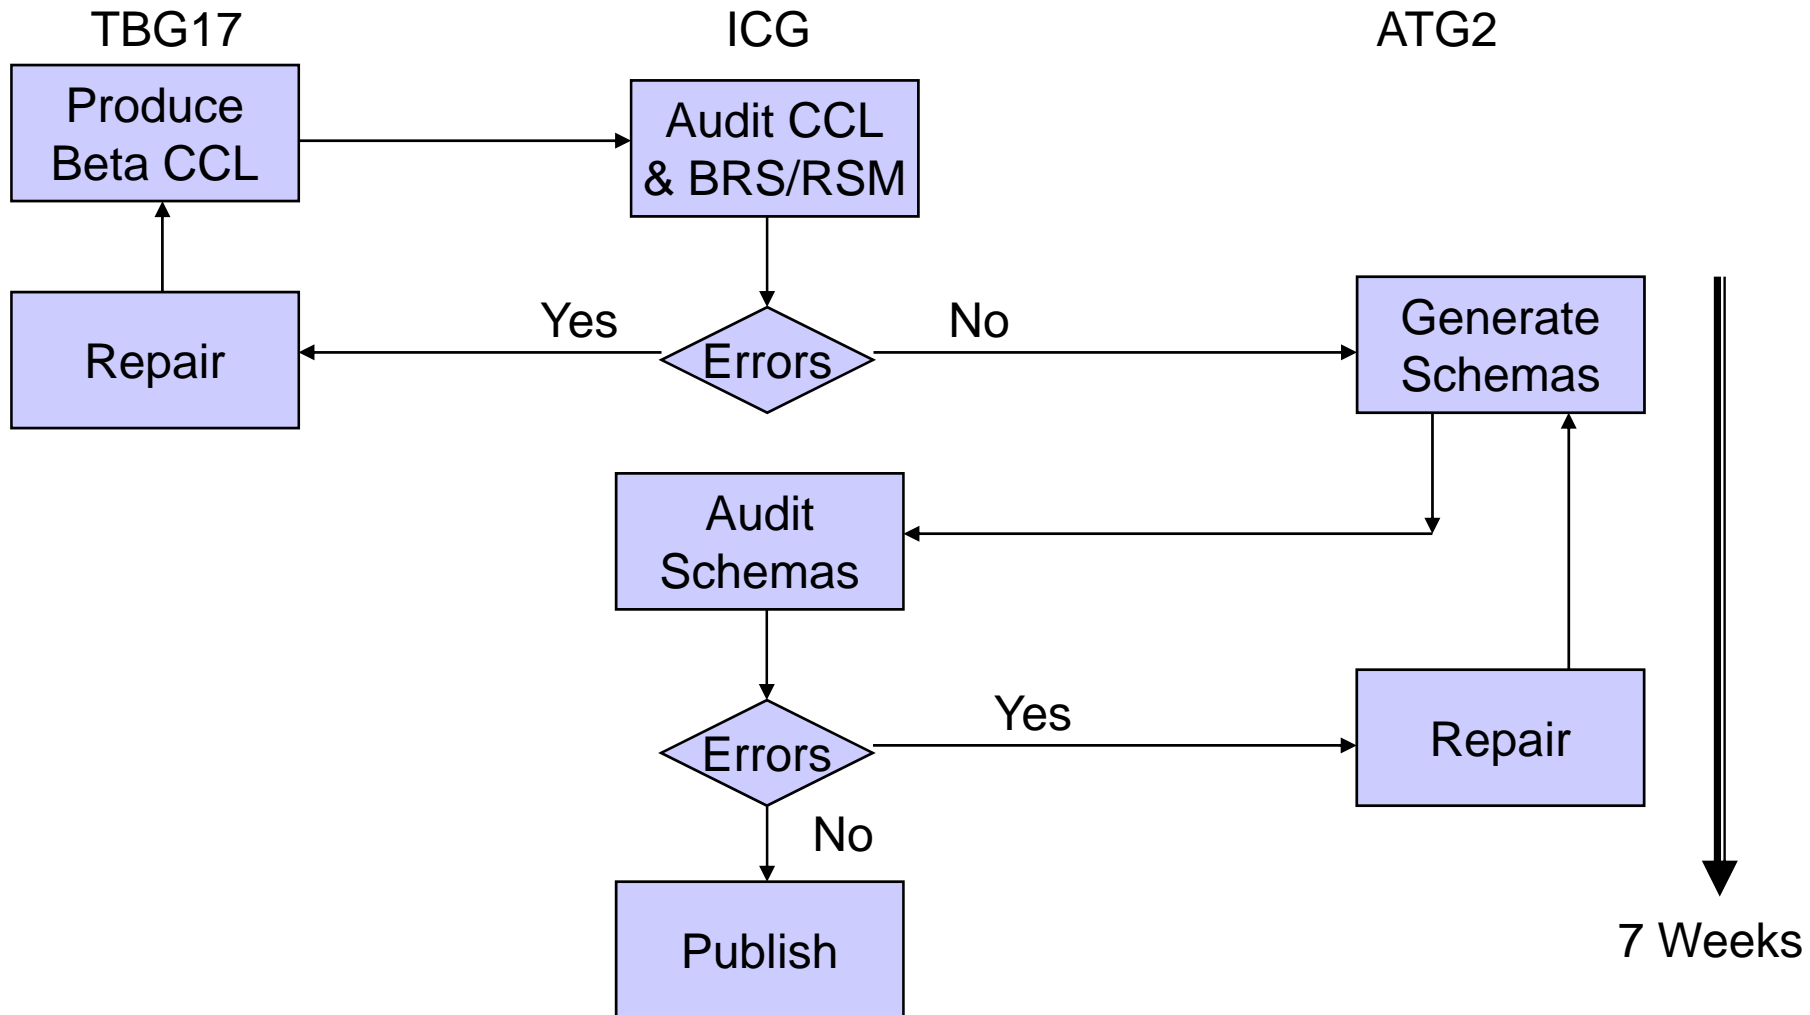 TBG17
ICG
ATG2
Produce
Beta CCL
Audit CCL
& BRS/RSM
Repair
Yes
Errors
No
Generate
Schemas
Audit
Schemas
Errors
Yes
Repair
No
Publish
7 Weeks